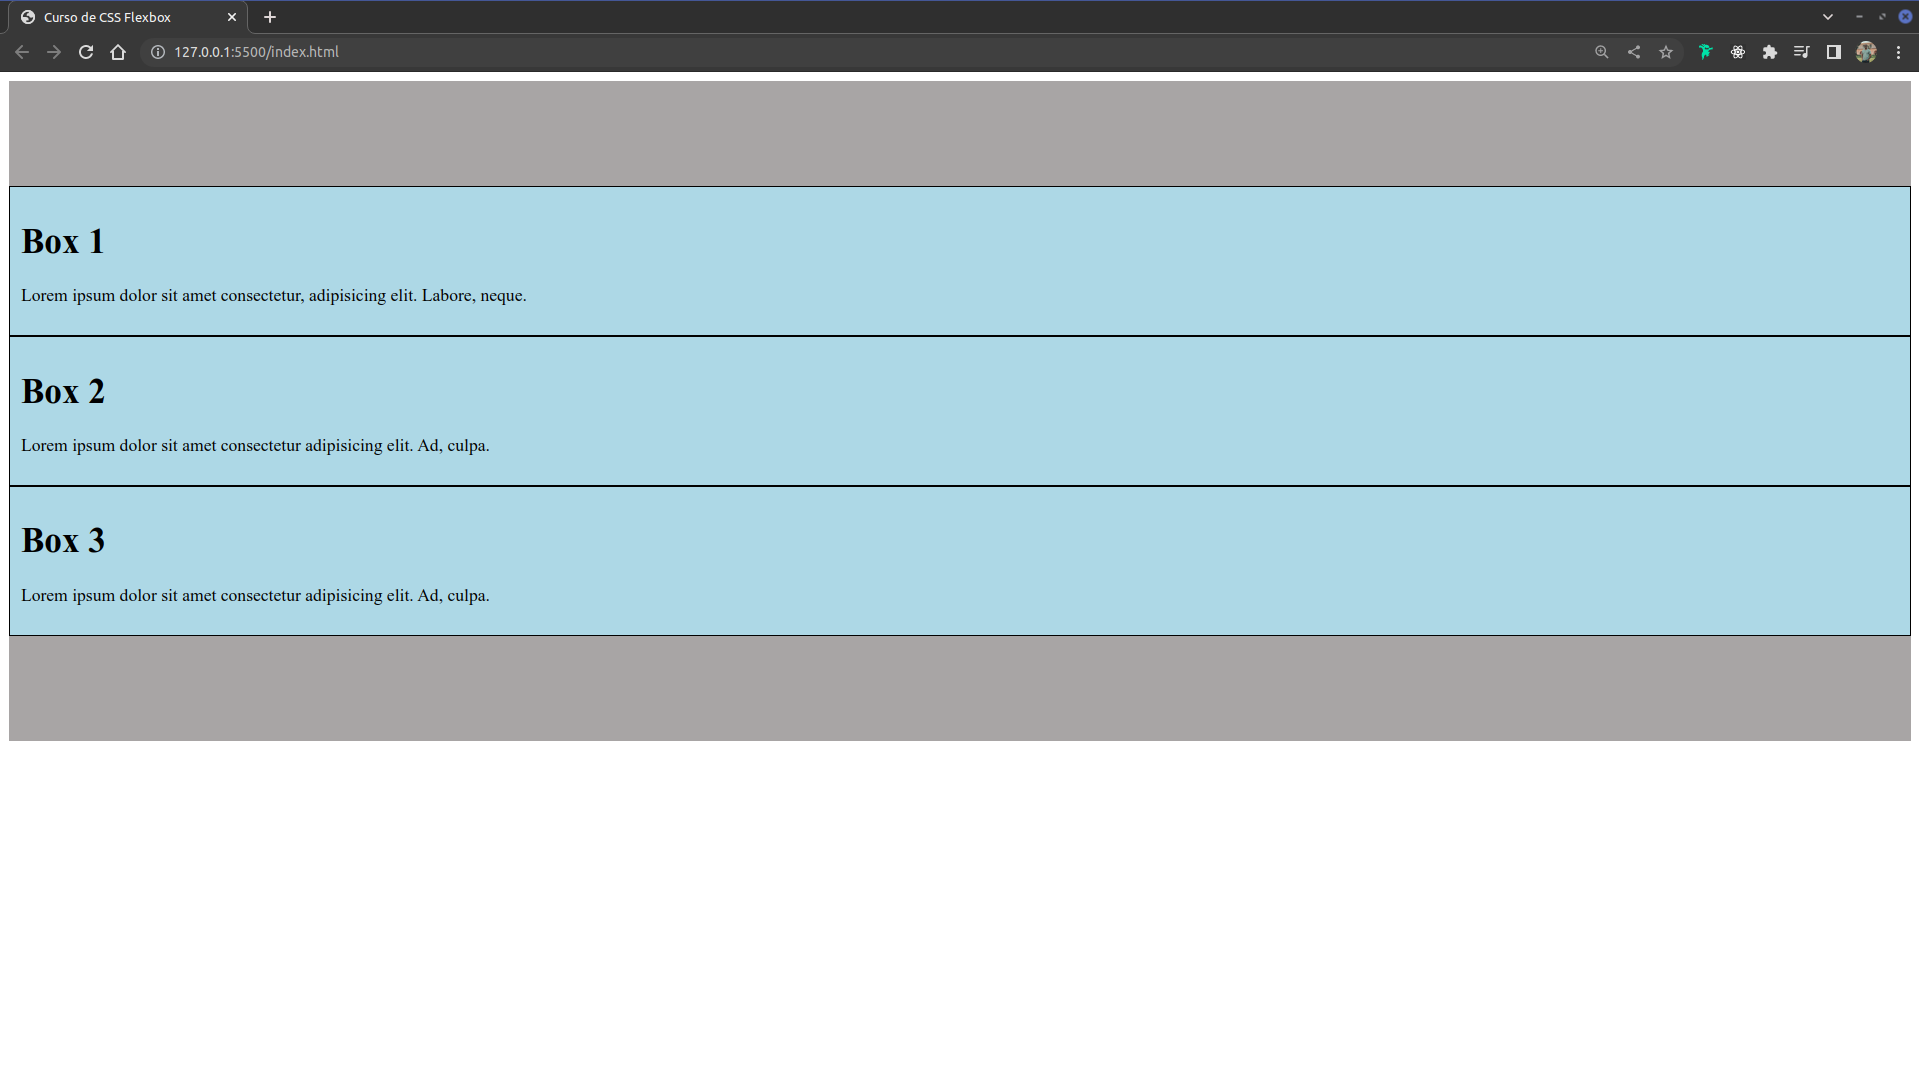 Curso de CSS Flexbox
127.0.0.1:5500/index.html
Box 1
Lorem ipsum dolor sit amet consectetur, adipisicing elit. Labore, neque.
Box 2
Lorem ipsum dolor sit amet consectetur adipisicing elit. Ad, culpa.
Box 3
Lorem ipsum dolor sit amet consectetur adipisicing elit. Ad, culpa.